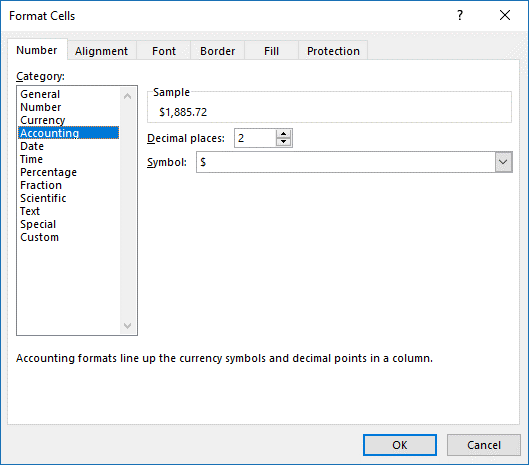 Format Cells
?
Number Alignment Font Border Fill Protection
Category:
General
Number
Currency
Accounting
Date
Time
Percentage
Fraction
Scientific
Text
Special
Custom
Sample
$1,885.72
Decimal places: 2
Symbol: $
Accounting formats line up the currency symbols and decimal points in a column.
OK Cancel